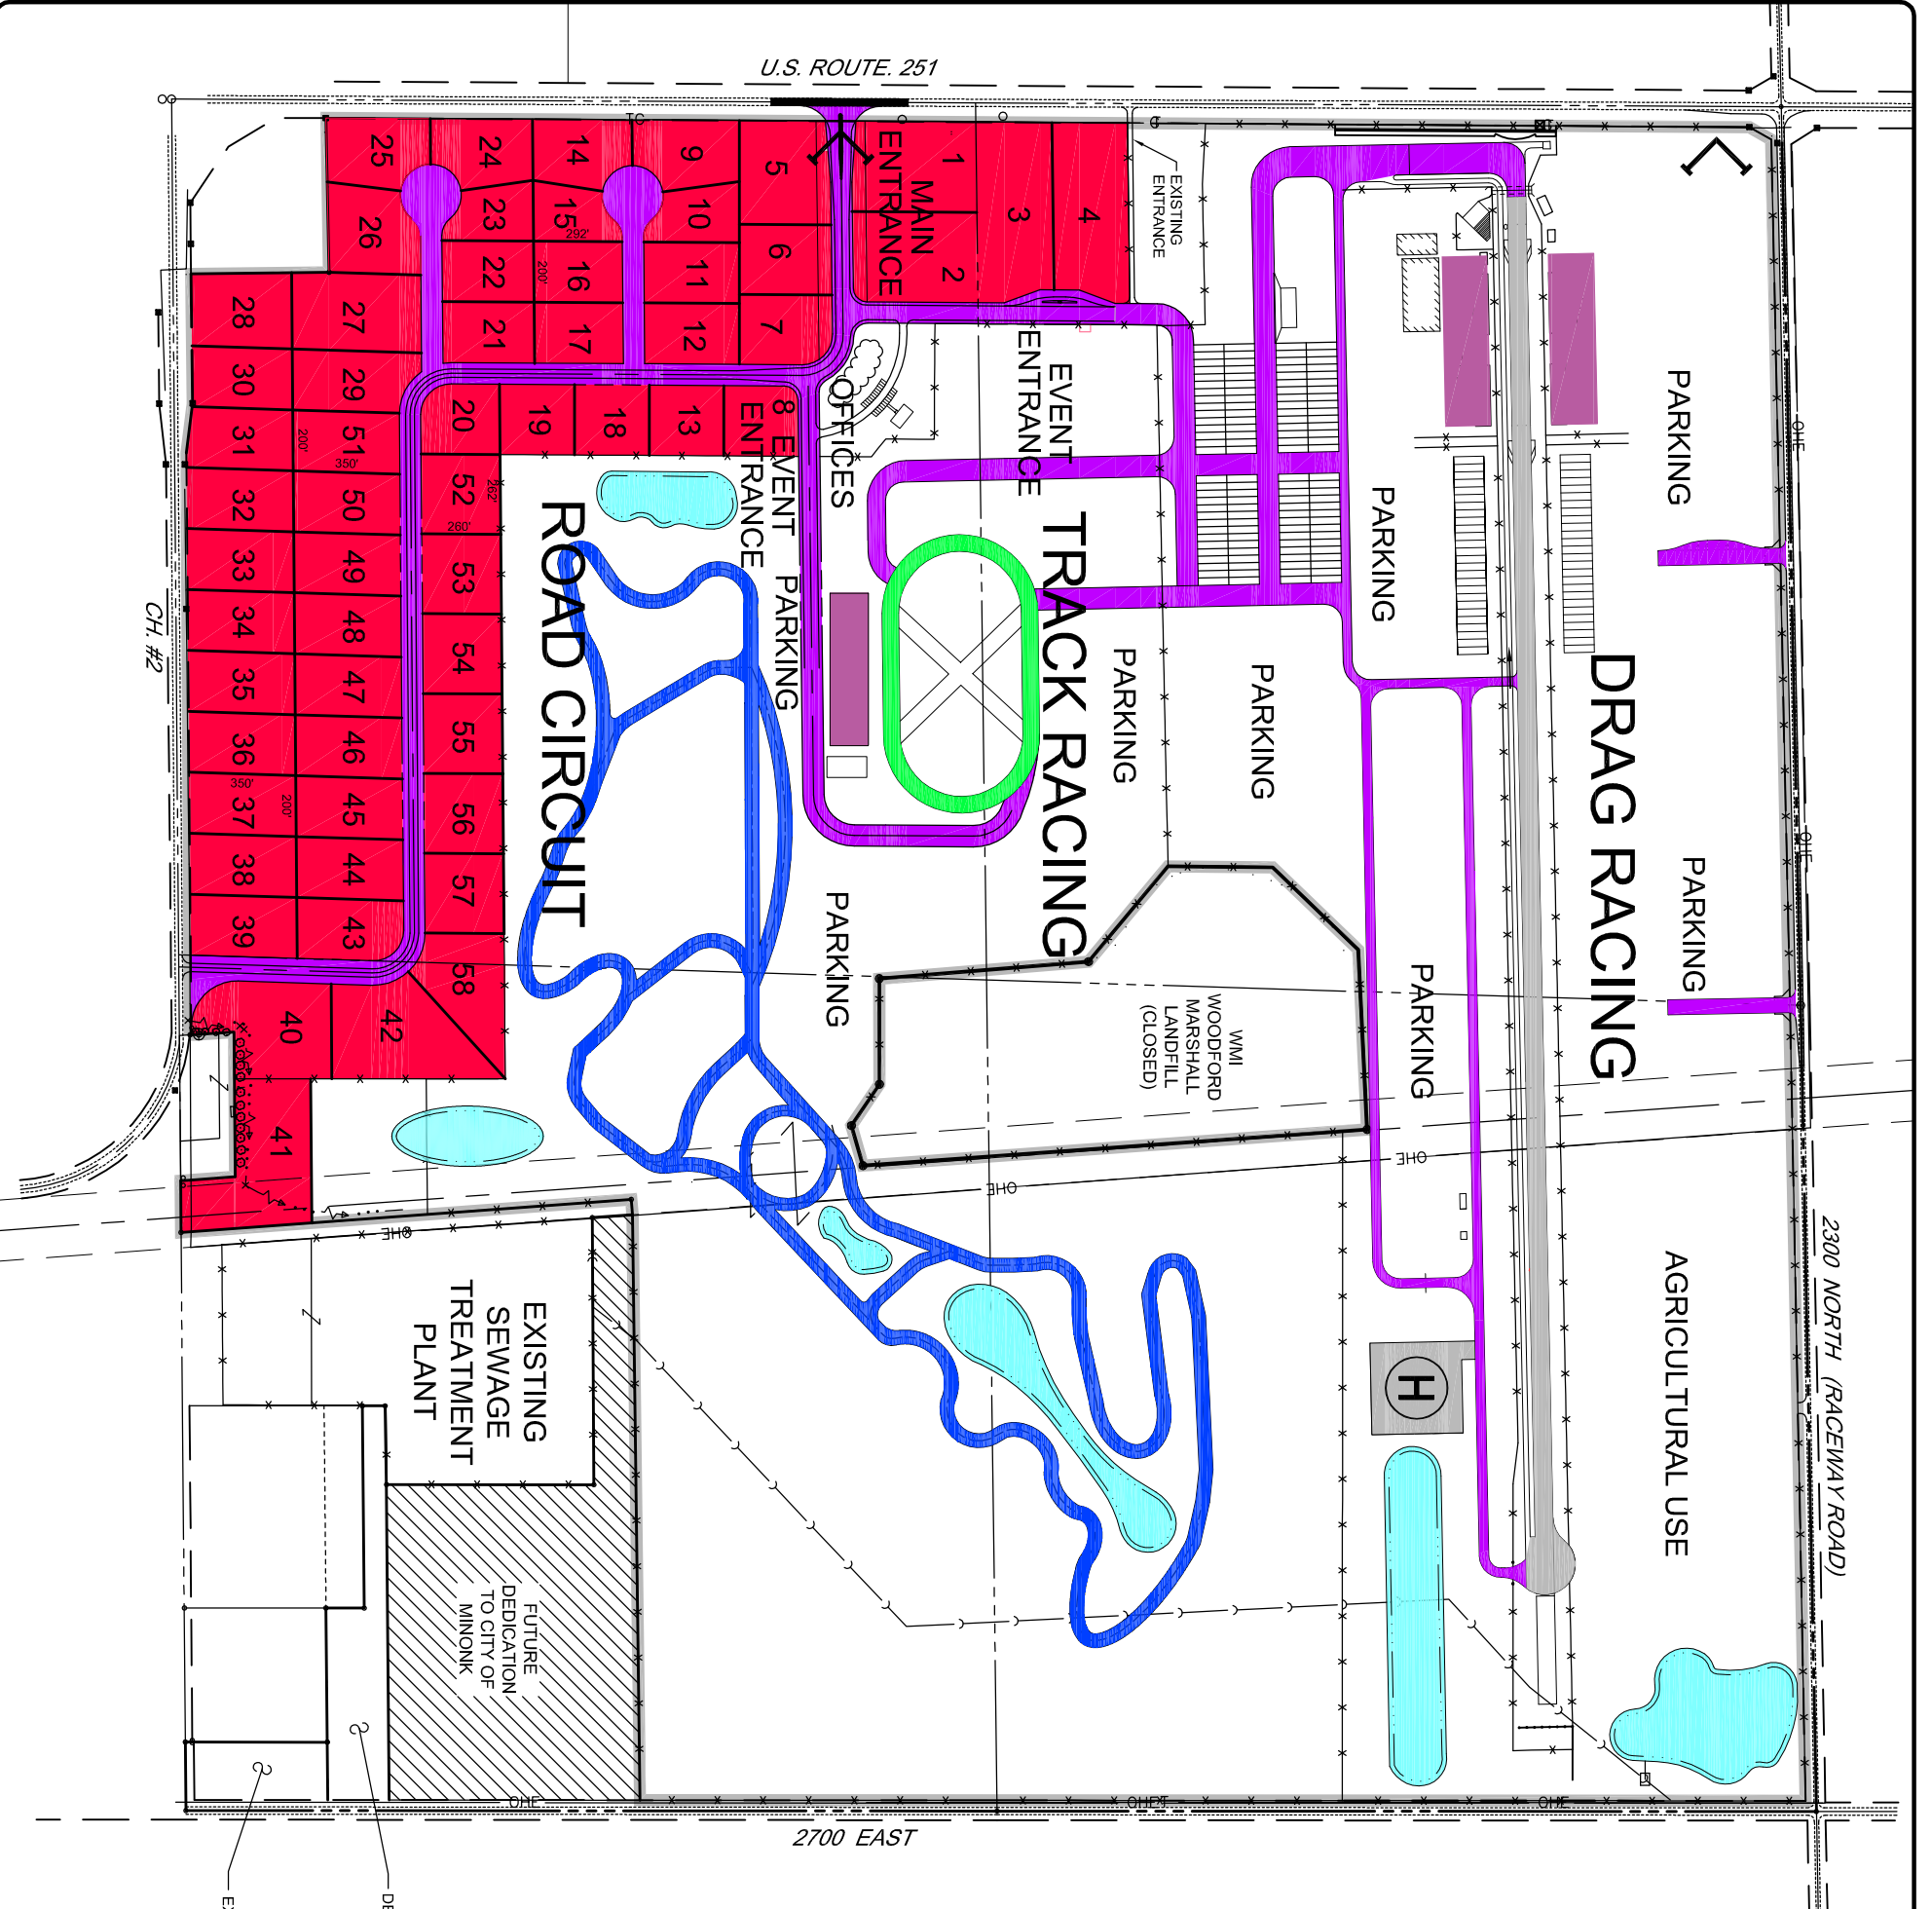 U.S. ROUTE. 251
25
24
14
9
5
1
MAIN
ENTRANCE
2
3
4
EXISTING
ENTRANCE
26
23
15
292'
10
6
22
200'
16
11
21
17
12
7
28
27
30
29
31
200'
51
350'
32
50
33
49
34
48
35
47
36
46
350'
37
200'
45
38
44
39
43
20
19
18
13
8
EVENT
ENTRANCE
OFFICES
EVENT
ENTRANCE
52
262'
260'
53
54
55
56
57
58
40
42
41
CH. #2
ROAD CIRCUIT
PARKING
TRACK RACING
PARKING
PARKING
PARKING
PARKING
DRAG RACING
PARKING
PARKING
PARKING
WMI
WOODFORD
MARSHALL
LANDFILL
(CLOSED)
OHE
OHE
OHE
OHE
OHE
H
AGRICULTURAL USE
2300 NORTH (RACEWAY ROAD)
EXISTING
SEWAGE
TREATMENT
PLANT
FUTURE
DEDICATION
TO CITY OF
MINONK
OHE
OHE
OHE
2700 EAST